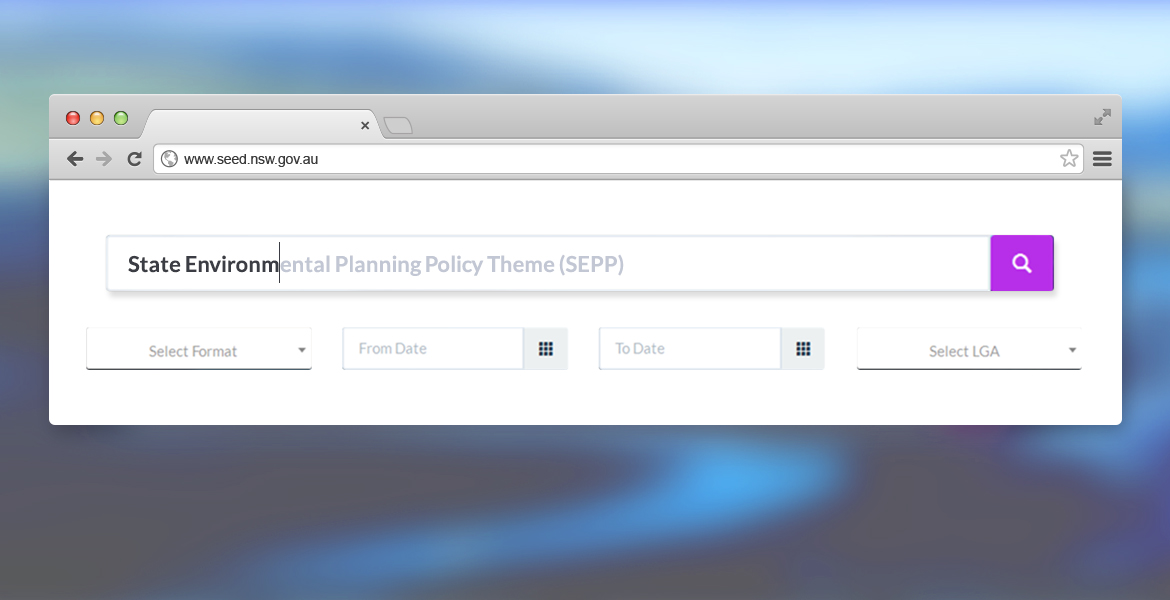 www.seed.nsw.gov.au
State Environmental Planning Policy Theme (SEPP)
Select Format
From Date
To Date
Select LGA